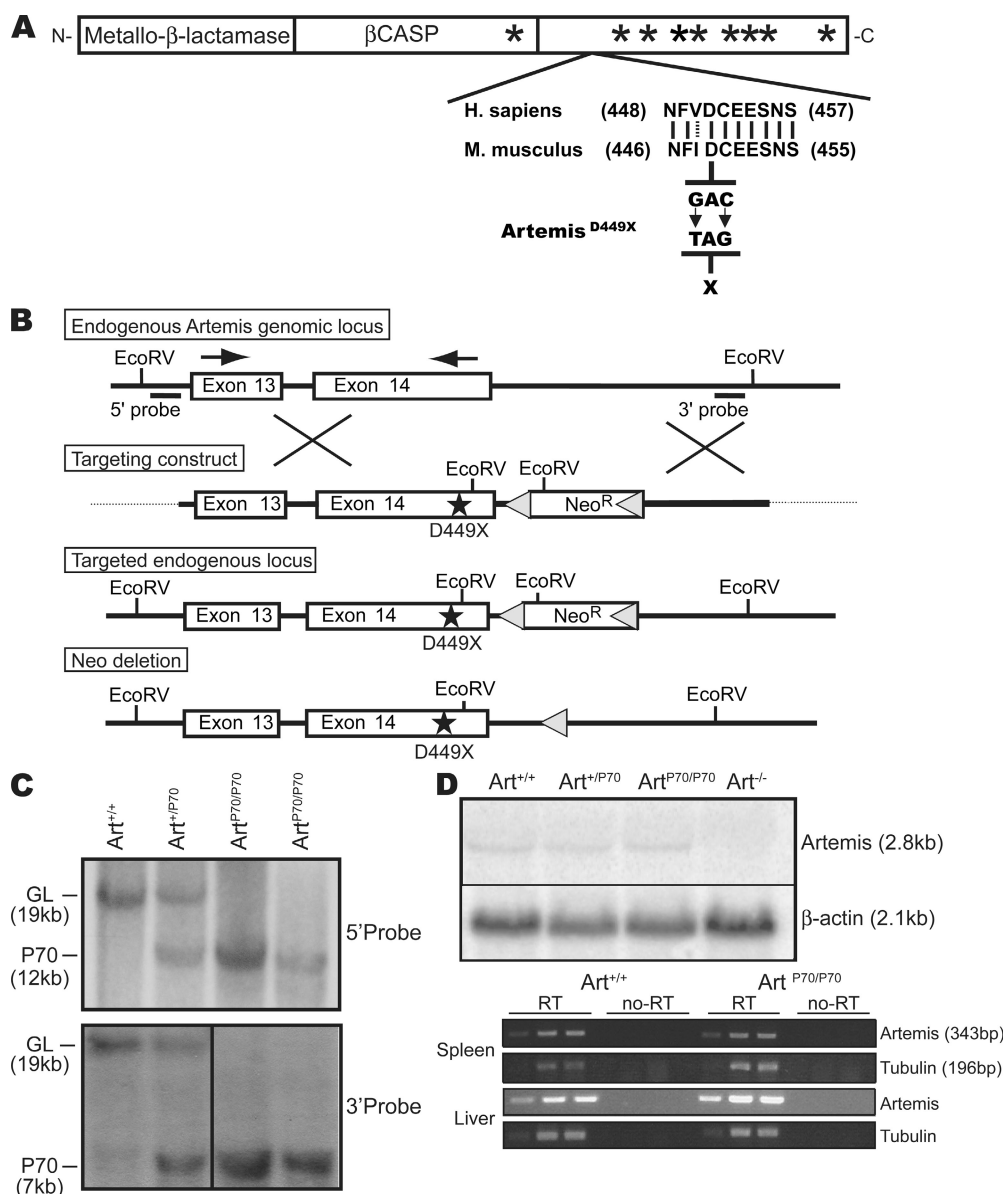 A
N- Metallo-β-lactamase βCASP * * * * * * * * * -C
H. sapiens (448) NFVDCEESNS (457)
M. musculus (446) NFIDCEESNS (455)
GAC
Artemis D449X
TAG
X
B
Endogenous Artemis genomic locus
EcoRV EcoRV
Exon 13 Exon 14
5' probe 3' probe
Targeting construct
EcoRV EcoRV
Exon 13 Exon 14 NeoR
D449X
Targeted endogenous locus
EcoRV EcoRV EcoRV EcoRV
Exon 13 Exon 14 NeoR
D449X
Neo deletion
EcoRV EcoRV EcoRV
Exon 13 Exon 14
D449X
C
Art+/+ Art+/P70 ArtP70/P70 ArtP70/P70
GL
(19kb)
5'Probe
P70
(12kb)
GL
(19kb)
3'Probe
P70
(7kb)
D
Art+/+ Art+/P70 ArtP70/P70 Art-/-
Artemis (2.8kb)
β-actin (2.1kb)
Art+/+ Art P70/P70
RT no-RT RT no-RT
Spleen
Artemis (343bp)
Tubulin (196bp)
Liver
Artemis
Tubulin